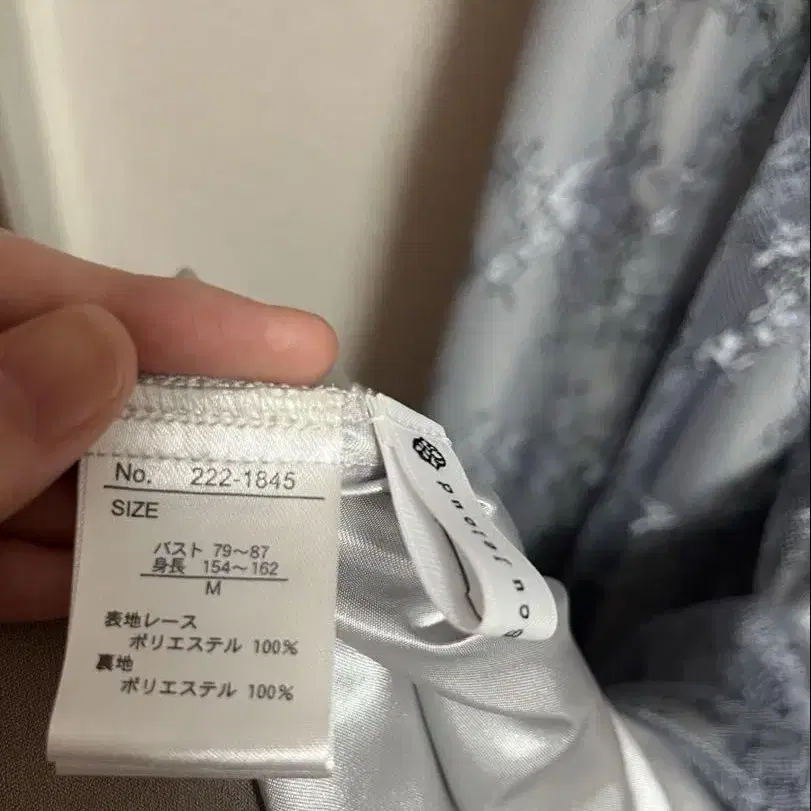 No. 222-1845
SIZE
バスト 79～87
身長 154～162
M
表地レース
ポリエステル 100%
裏地
ポリエステル 100%